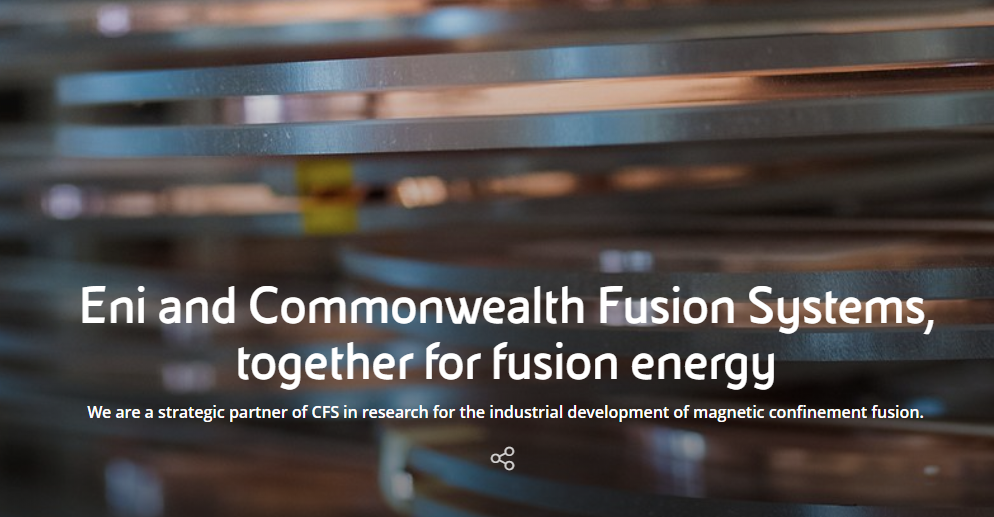 Eni and Commonwealth Fusion Systems,
together for fusion energy
We are a strategic partner of CFS in research for the industrial development of magnetic confinement fusion.